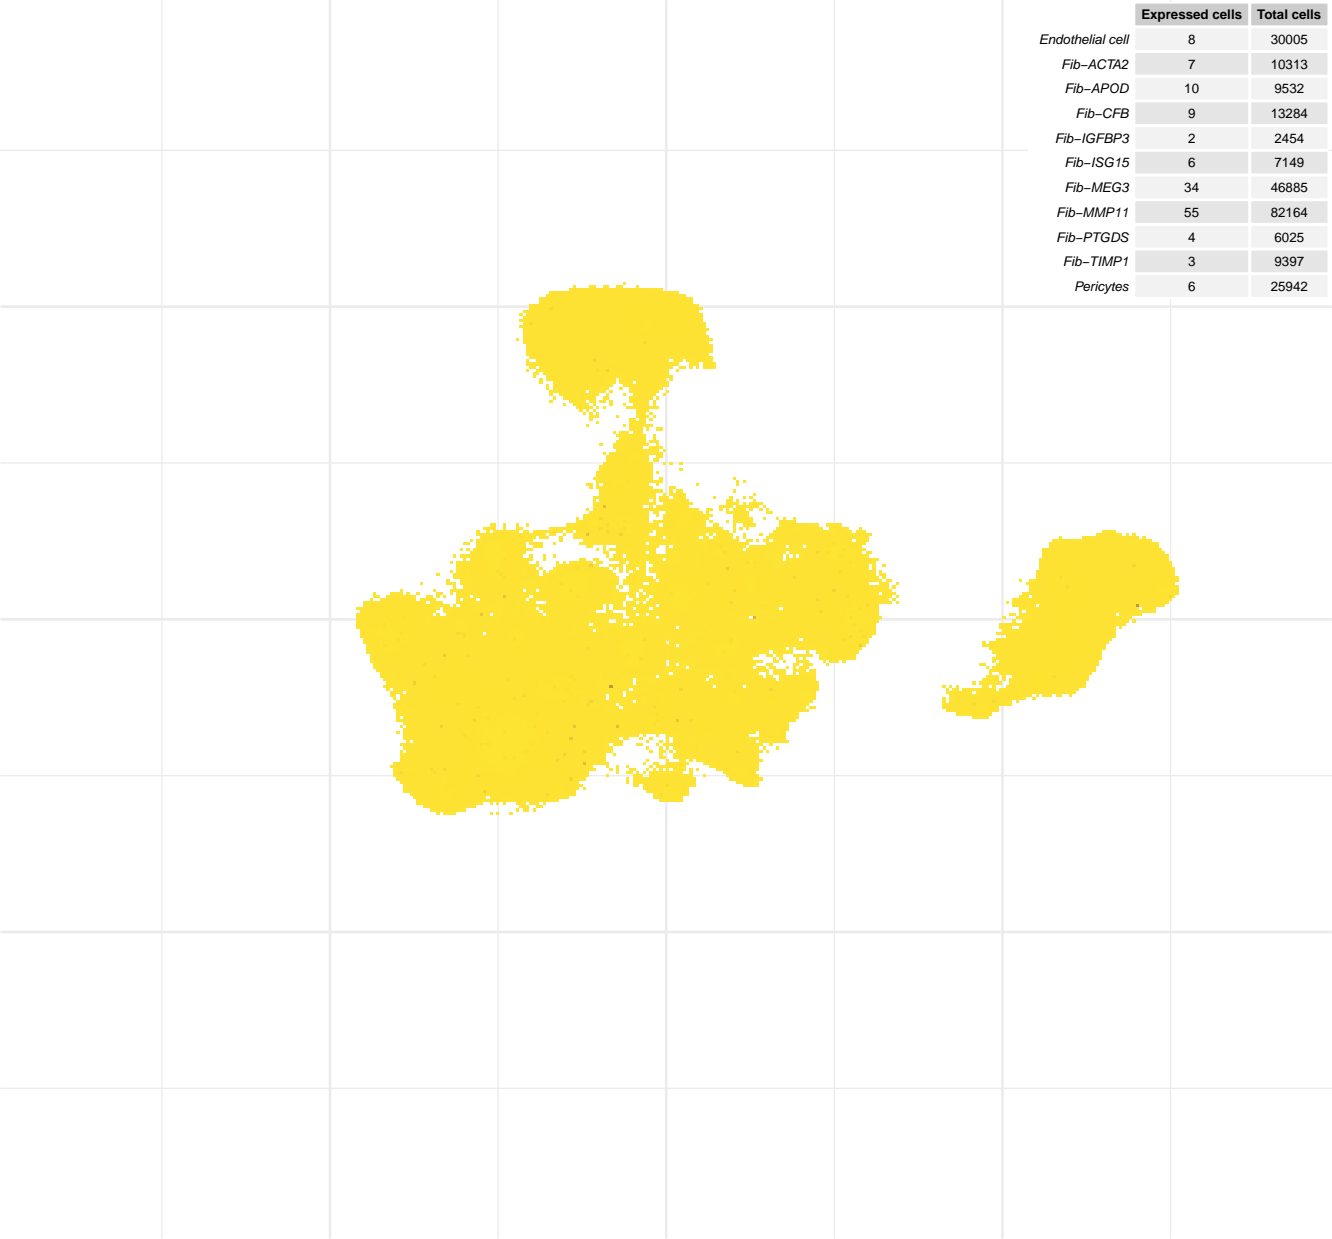 Expressed cells Total cells
Endothelial cell 8 30005
Fib−ACTA2 7 10313
Fib−APOD 10 9532
Fib−CFB 9 13284
Fib−IGFBP3 2 2454
Fib−ISG15 6 7149
Fib−MEG3 34 46885
Fib−MMP11 55 82164
Fib−PTGDS 4 6025
Fib−TIMP1 3 9397
Pericytes 6 25942